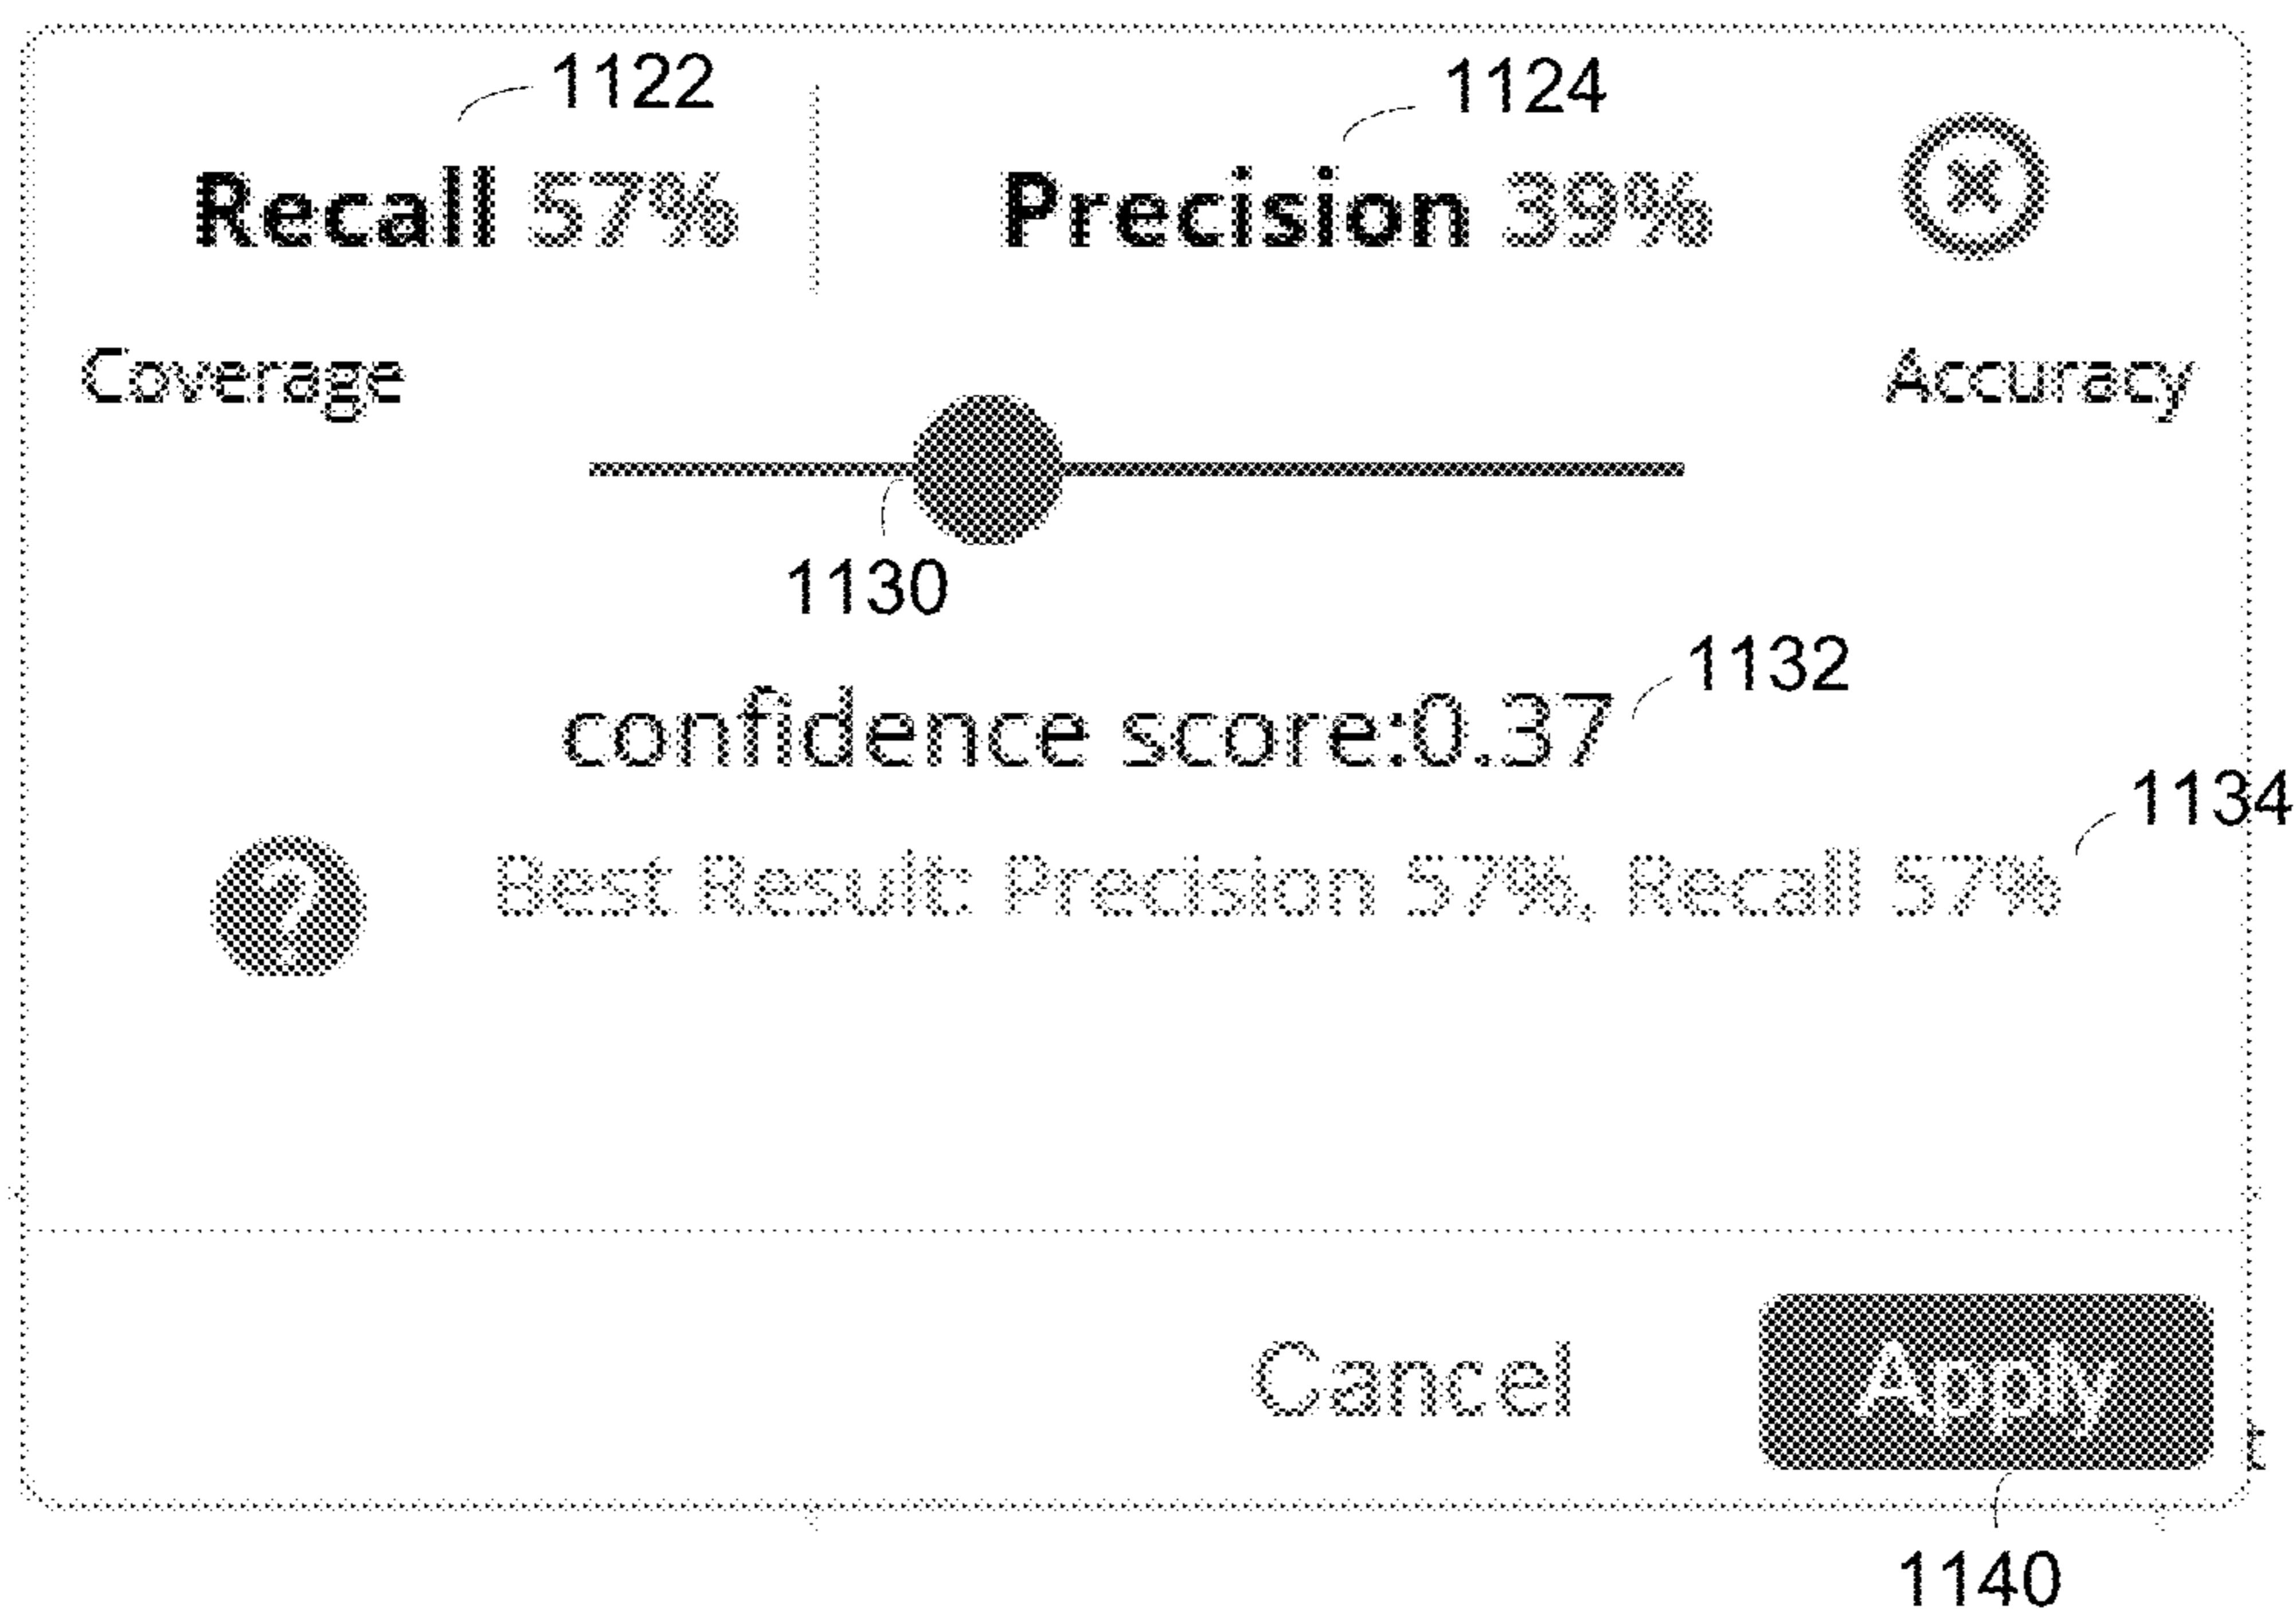 1122
1124
Recall 57%
Precision 39%
Coverage
Accuracy
1130
1132
confidence score:0.37
1134
? Best Result: Precision 57%, Recall 57%
Cancel
Apply
t
1140